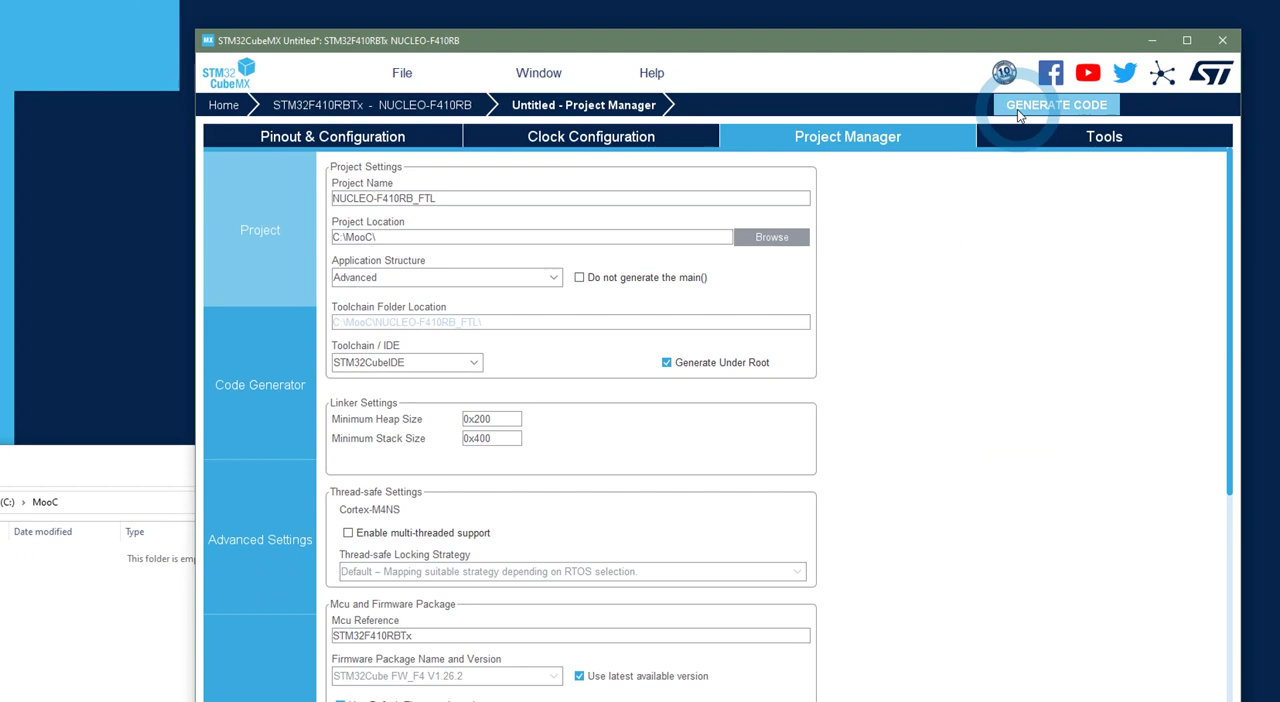 MX STM32CubeMX Untitled*: STM32F410RBTx NUCLEO-F410RB
STM32
CubeMX
File
Window
Help
10
ST
Home
STM32F410RBTx - NUCLEO-F410RB
Untitled - Project Manager
GENERATE CODE
Pinout & Configuration
Clock Configuration
Project Manager
Tools
Project
Code Generator
Advanced Settings
Project Settings
Project Name
NUCLEO-F410RB_FTL
Project Location
C:\MooC\
Browse
Application Structure
Advanced
Do not generate the main()
Toolchain Folder Location
C:\MooC\NUCLEO-F410RB_FTL\
Toolchain / IDE
STM32CubeIDE
Generate Under Root
Linker Settings
Minimum Heap Size
0x200
Minimum Stack Size
0x400
Thread-safe Settings
Cortex-M4NS
Enable multi-threaded support
Thread-safe Locking Strategy
Default – Mapping suitable strategy depending on RTOS selection.
Mcu and Firmware Package
Mcu Reference
STM32F410RBTx
Firmware Package Name and Version
STM32Cube FW_F4 V1.26.2
Use latest available version
(C:) › MooC
Date modified
Type
This folder is